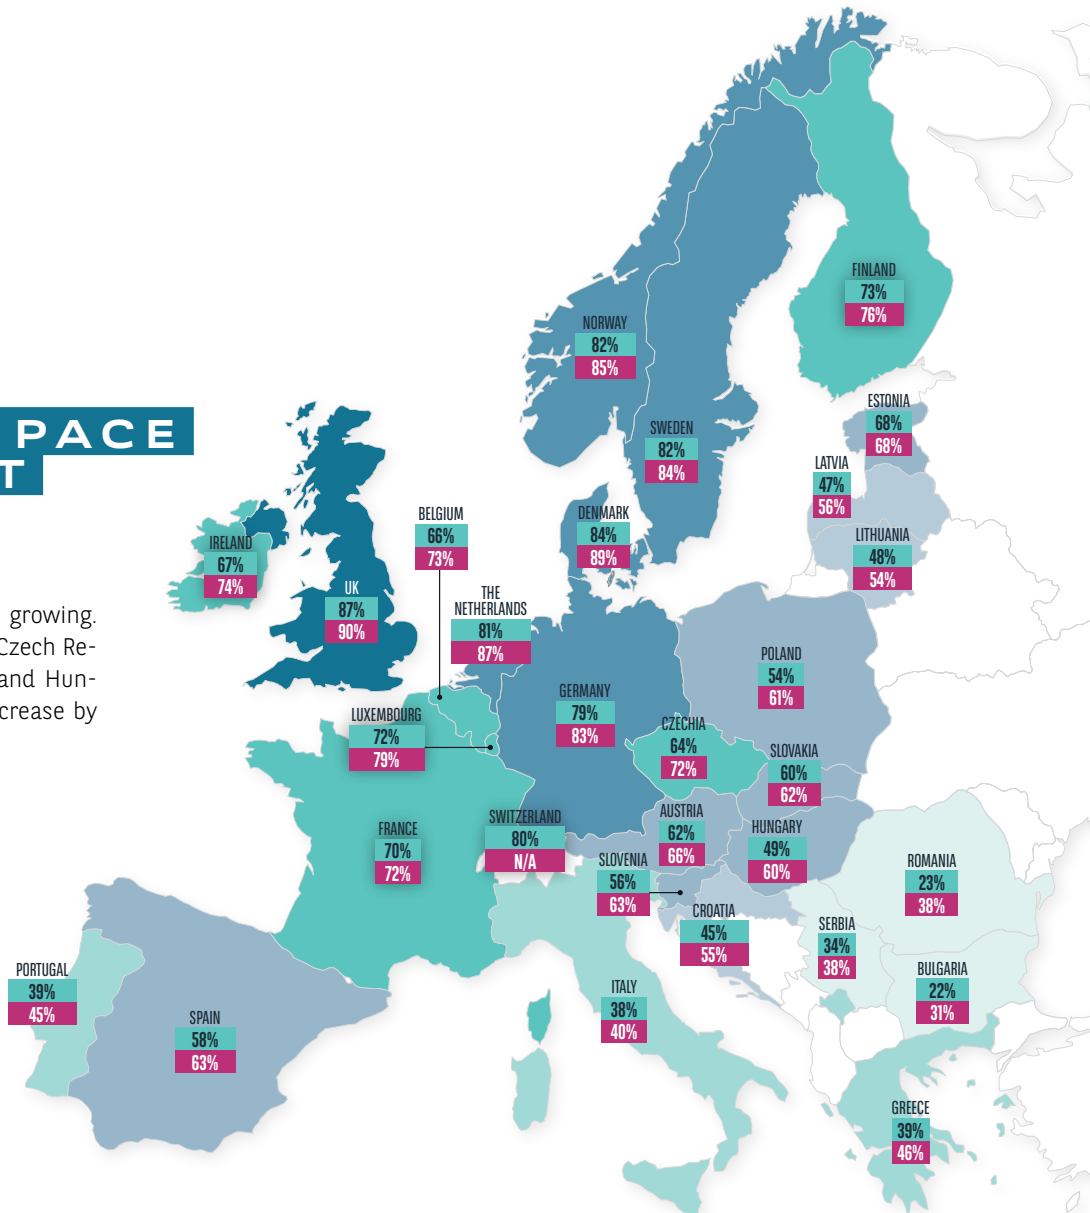 PACE
T
growing.
Czech Re-
and Hun-
crease by
FINLAND
73%
76%
NORWAY
82%
85%
ESTONIA
68%
68%
SWEDEN
82%
84%
LATVIA
47%
56%
BELGIUM
66%
73%
DENMARK
84%
89%
LITHUANIA
48%
54%
IRELAND
67%
74%
UK
87%
90%
THE
NETHERLANDS
81%
87%
POLAND
54%
61%
GERMANY
79%
83%
LUXEMBOURG
72%
79%
CZECHIA
64%
72%
SLOVAKIA
60%
62%
SWITZERLAND
80%
N/A
AUSTRIA
62%
66%
FRANCE
70%
72%
HUNGARY
49%
60%
SLOVENIA
56%
63%
ROMANIA
23%
38%
CROATIA
45%
55%
SERBIA
34%
38%
PORTUGAL
39%
45%
BULGARIA
22%
31%
ITALY
38%
40%
SPAIN
58%
63%
GREECE
39%
46%